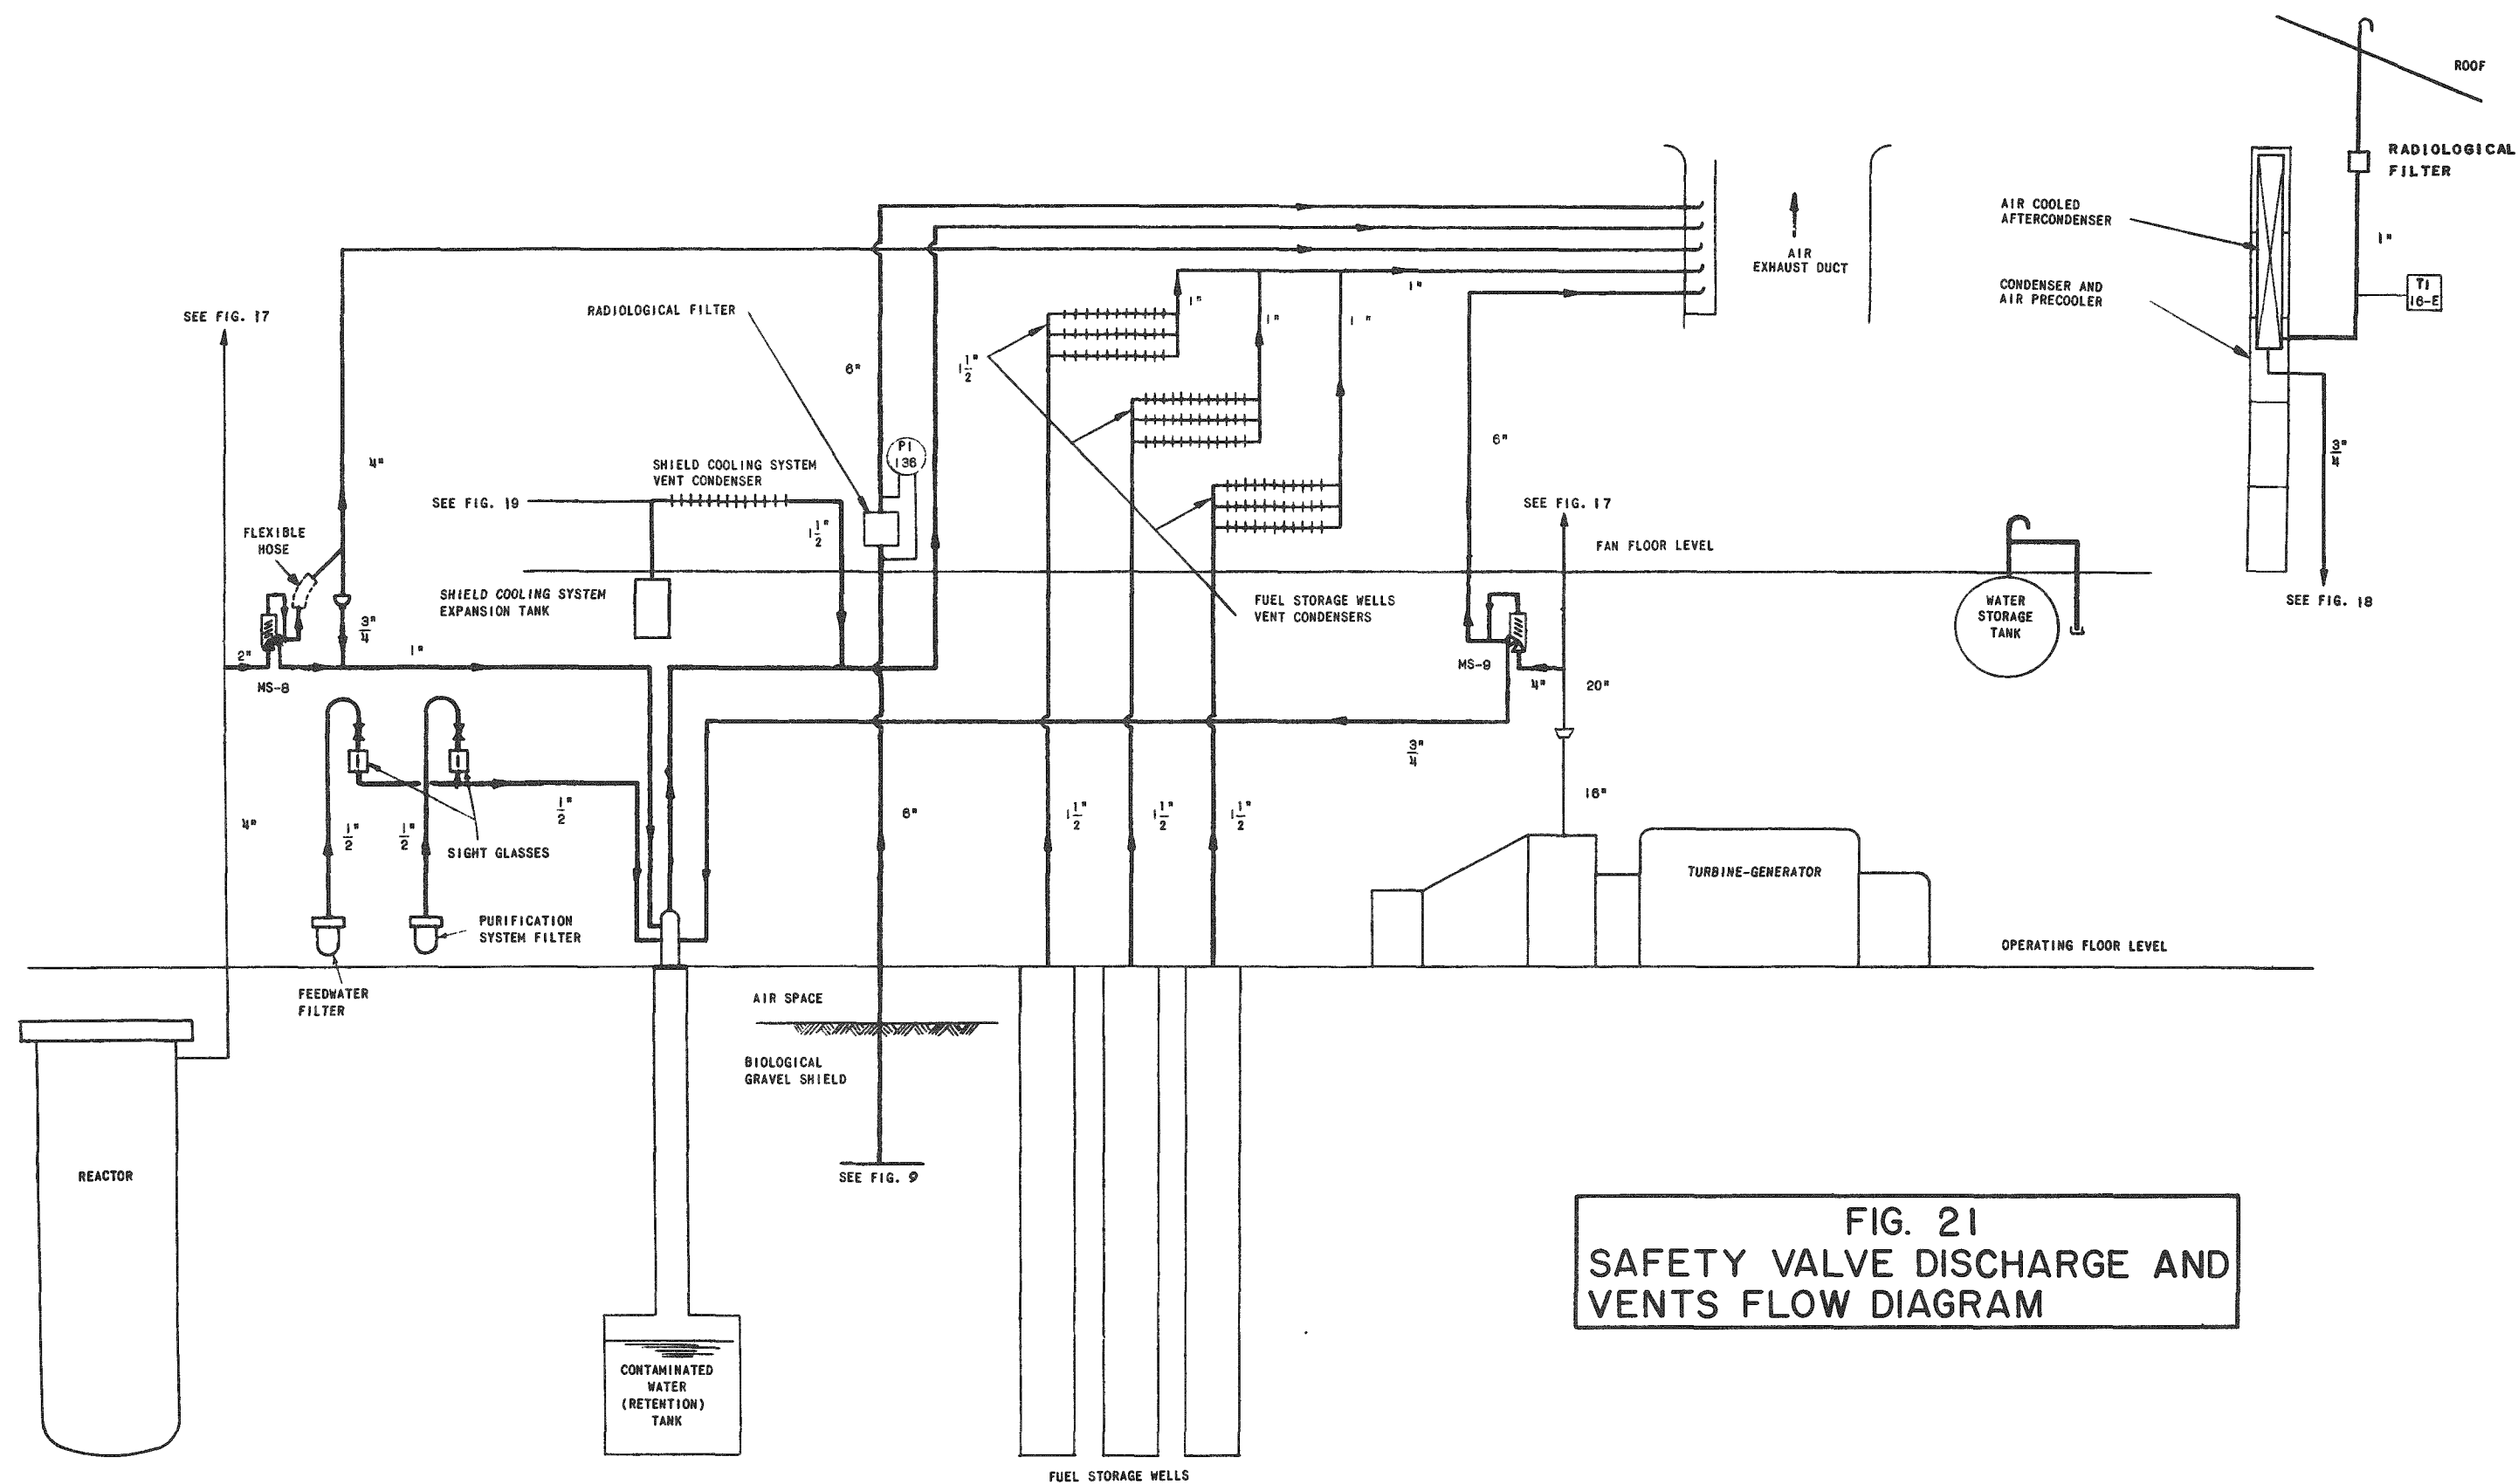 ROOF
RADIOLOGICAL
FILTER
AIR COOLED
AFTERCONDENSER
1"
AIR
EXHAUST DUCT
CONDENSER AND
AIR PRECOOLER
TI
16-E
SEE FIG. 17
RADIOLOGICAL FILTER
1"
1"
1"
1"
6"
1 1/2"
4"
PI
136
6"
3/4"
SHIELD COOLING SYSTEM
VENT CONDENSER
SEE FIG. 19
1 1/2"
SEE FIG. 17
FLEXIBLE
HOSE
FAN FLOOR LEVEL
SHIELD COOLING SYSTEM
EXPANSION TANK
FUEL STORAGE WELLS
VENT CONDENSERS
WATER
STORAGE
TANK
SEE FIG. 18
3/4"
2"
1"
MS-8
MS-9
4"
20"
3/4"
16"
4"
1/2"
1/2"
1/2"
6"
1 1/2"
1 1/2"
1 1/2"
SIGHT GLASSES
TURBINE-GENERATOR
PURIFICATION
SYSTEM FILTER
OPERATING FLOOR LEVEL
FEEDWATER
FILTER
AIR SPACE
BIOLOGICAL
GRAVEL SHIELD
REACTOR
SEE FIG. 9
FIG. 21
SAFETY VALVE DISCHARGE AND
VENTS FLOW DIAGRAM
CONTAMINATED
WATER
(RETENTION)
TANK
FUEL STORAGE WELLS